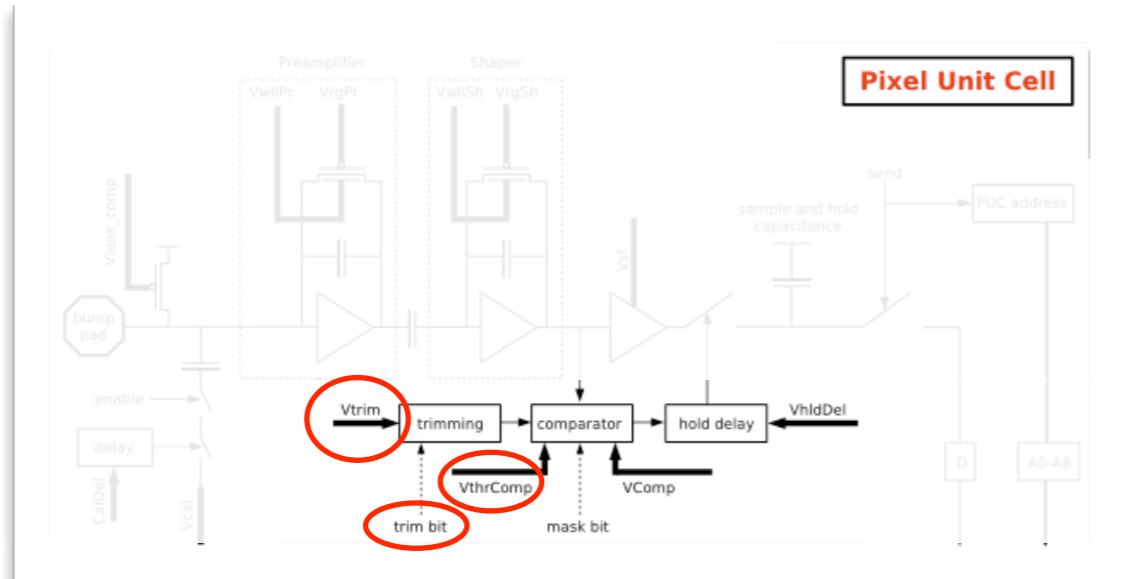 Pixel Unit Cell
Preamplifier
Shaper
VwllPr VrgPr
VwllSh VrgSh
Vleak_comp
send
PUC address
sample and hold
capacitance
Vsf
bump
pad
enable
delay
CalDel
Vcal
Vtrim
trimming
comparator
hold delay
VhldDel
VthrComp
VComp
trim bit
mask bit
D
A0-A8